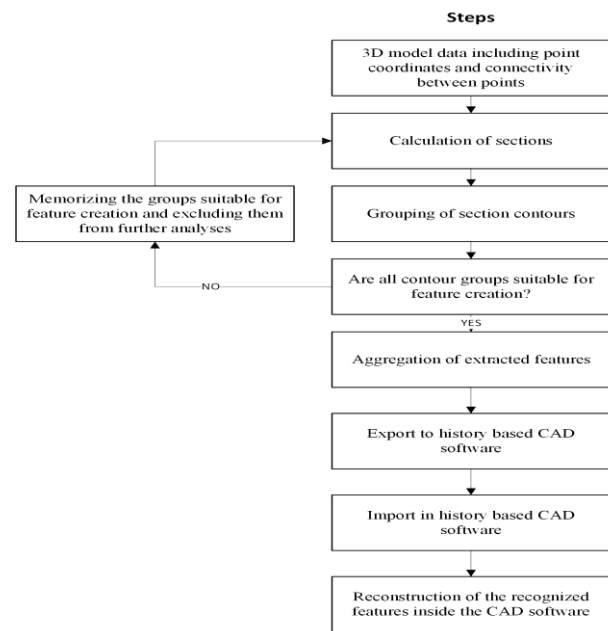 Steps
3D model data including point
coordinates and connectivity
between points
Calculation of sections
Memorizing the groups suitable for
feature creation and excluding them
from further analyses
Grouping of section contours
Are all contour groups suitable for
feature creation?
NO
YES
Aggregation of extracted features
Export to history based CAD
software
Import in history based CAD
software
Reconstruction of the recognized
features inside the CAD software